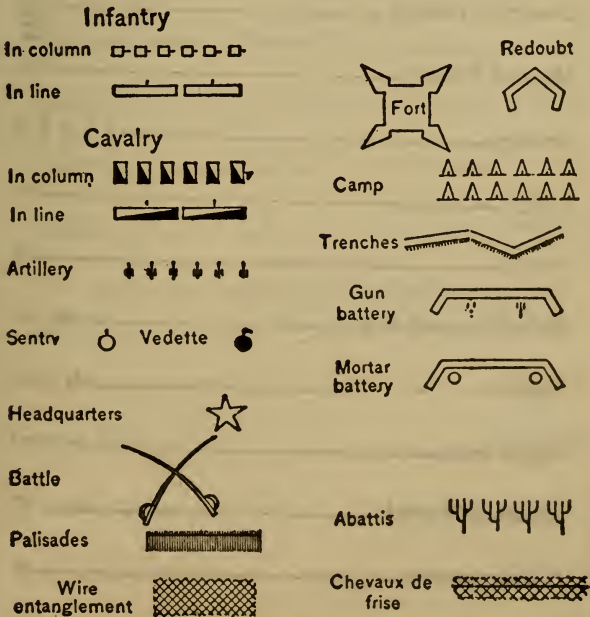 Infantry
In column
In line
Cavalry
In column
In line
Artillery
Sentry Vedette
Headquarters
Battle
Palisades
Wire
entanglement
Redoubt
Fort
Camp
Trenches
Gun
battery
Mortar
battery
Abattis
Chevaux de
frise